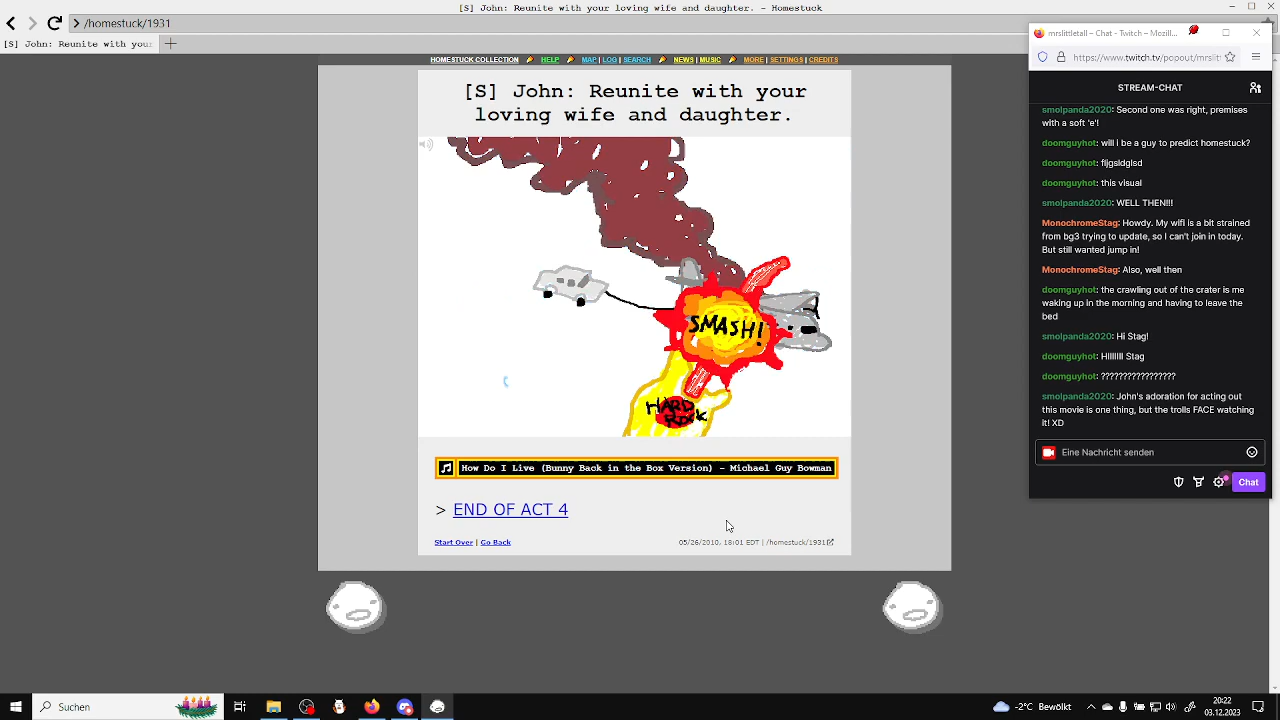 [S] John: Reunite with your loving wife and daughter. - Homestuck
/homestuck/1931
[S] John: Reunite with your
HOMESTUCK COLLECTION HELP MAP | LOG | SEARCH NEWS | MUSIC MORE | SETTINGS | CREDITS
[S] John: Reunite with your
loving wife and daughter.
SMASH!
HARD
ROCK
How Do I Live (Bunny Back in the Box Version) - Michael Guy Bowman
> END OF ACT 4
Start Over | Go Back
05/26/2010, 18:01 EDT | /homestuck/1931
mrslittletall – Chat - Twitch – Mozill...
https://www.twitch.tv/popout/mrslit
STREAM-CHAT
smolpanda2020: Second one was right, premises
with a soft 'e'!
doomguyhot: will I be a guy to predict homestuck?
doomguyhot: fljgsldglsd
doomguyhot: this visual
smolpanda2020: WELL THEN!!!
MonochromeStag: Howdy. My wifi is a bit strained
from bg3 trying to update, so I can't join in today.
But still wanted jump in!
MonochromeStag: Also, well then
doomguyhot: the crawling out of the crater is me
waking up in the morning and having to leave the
bed
smolpanda2020: Hi Stag!
doomguyhot: HIIIIIII Stag
doomguyhot: ????????????????
smolpanda2020: John's adoration for acting out
this movie is one thing, but the trolls FACE watching
it! XD
Eine Nachricht senden
Chat
Suchen
-2°C Bewölkt
20:22
03.12.2023